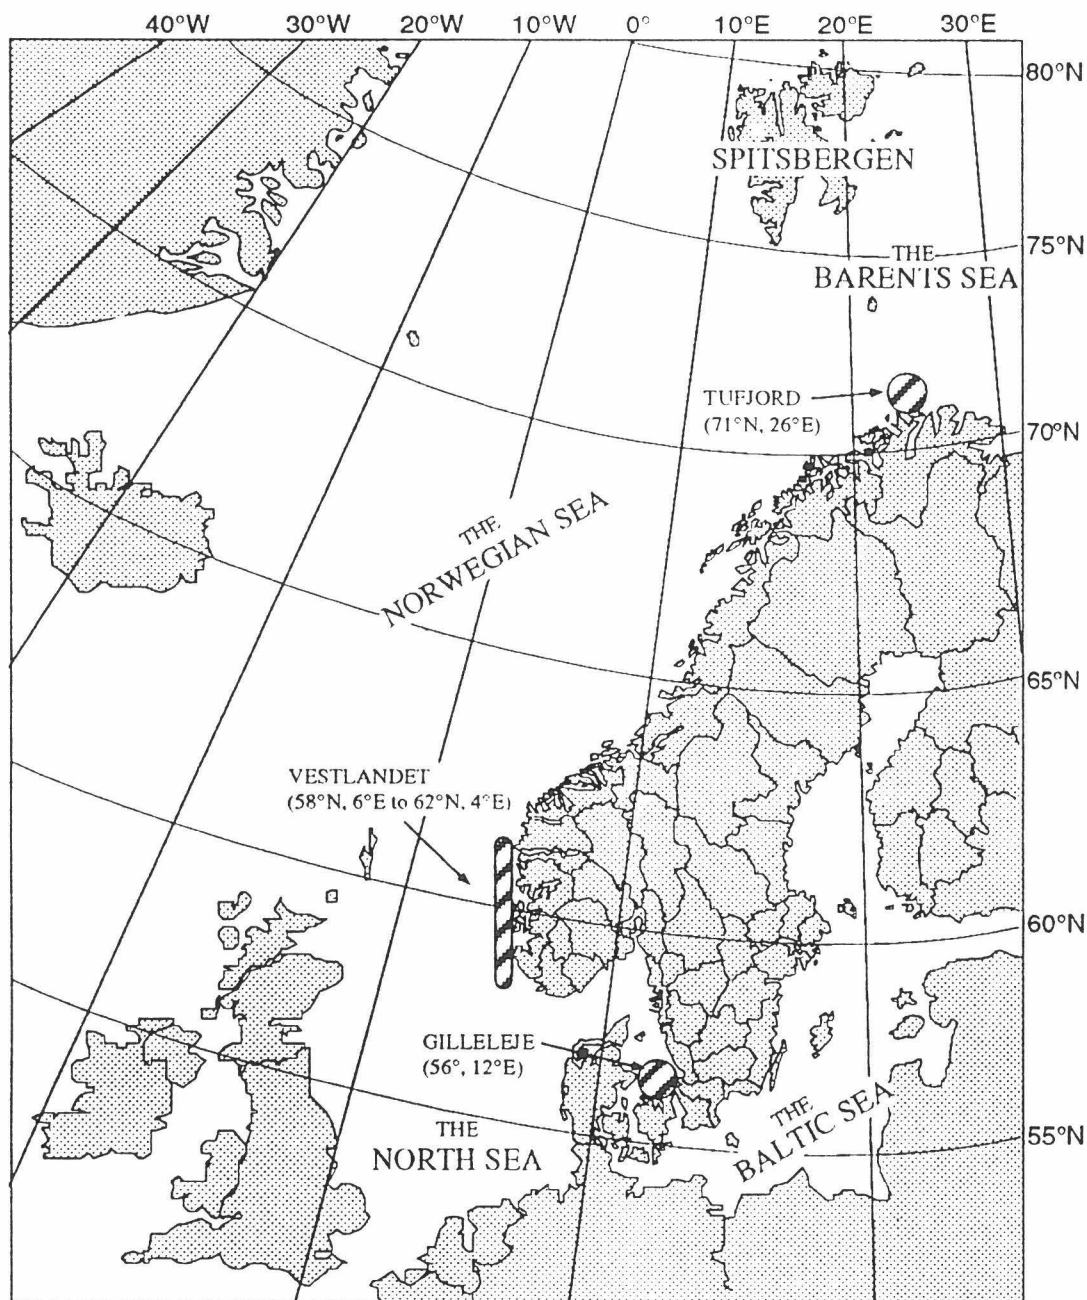 40°W 30°W 20°W 10°W 0° 10°E 20°E 30°E
80°N
SPITSBERGEN
75°N
THE
BARENTS SEA
TUFJORD
(71°N, 26°E)
70°N
THE
NORWEGIAN SEA
65°N
VESTLANDET
(58°N, 6°E to 62°N, 4°E)
60°N
GILLELEJE
(56°, 12°E)
THE
NORTH SEA
THE
BALTIC SEA
55°N